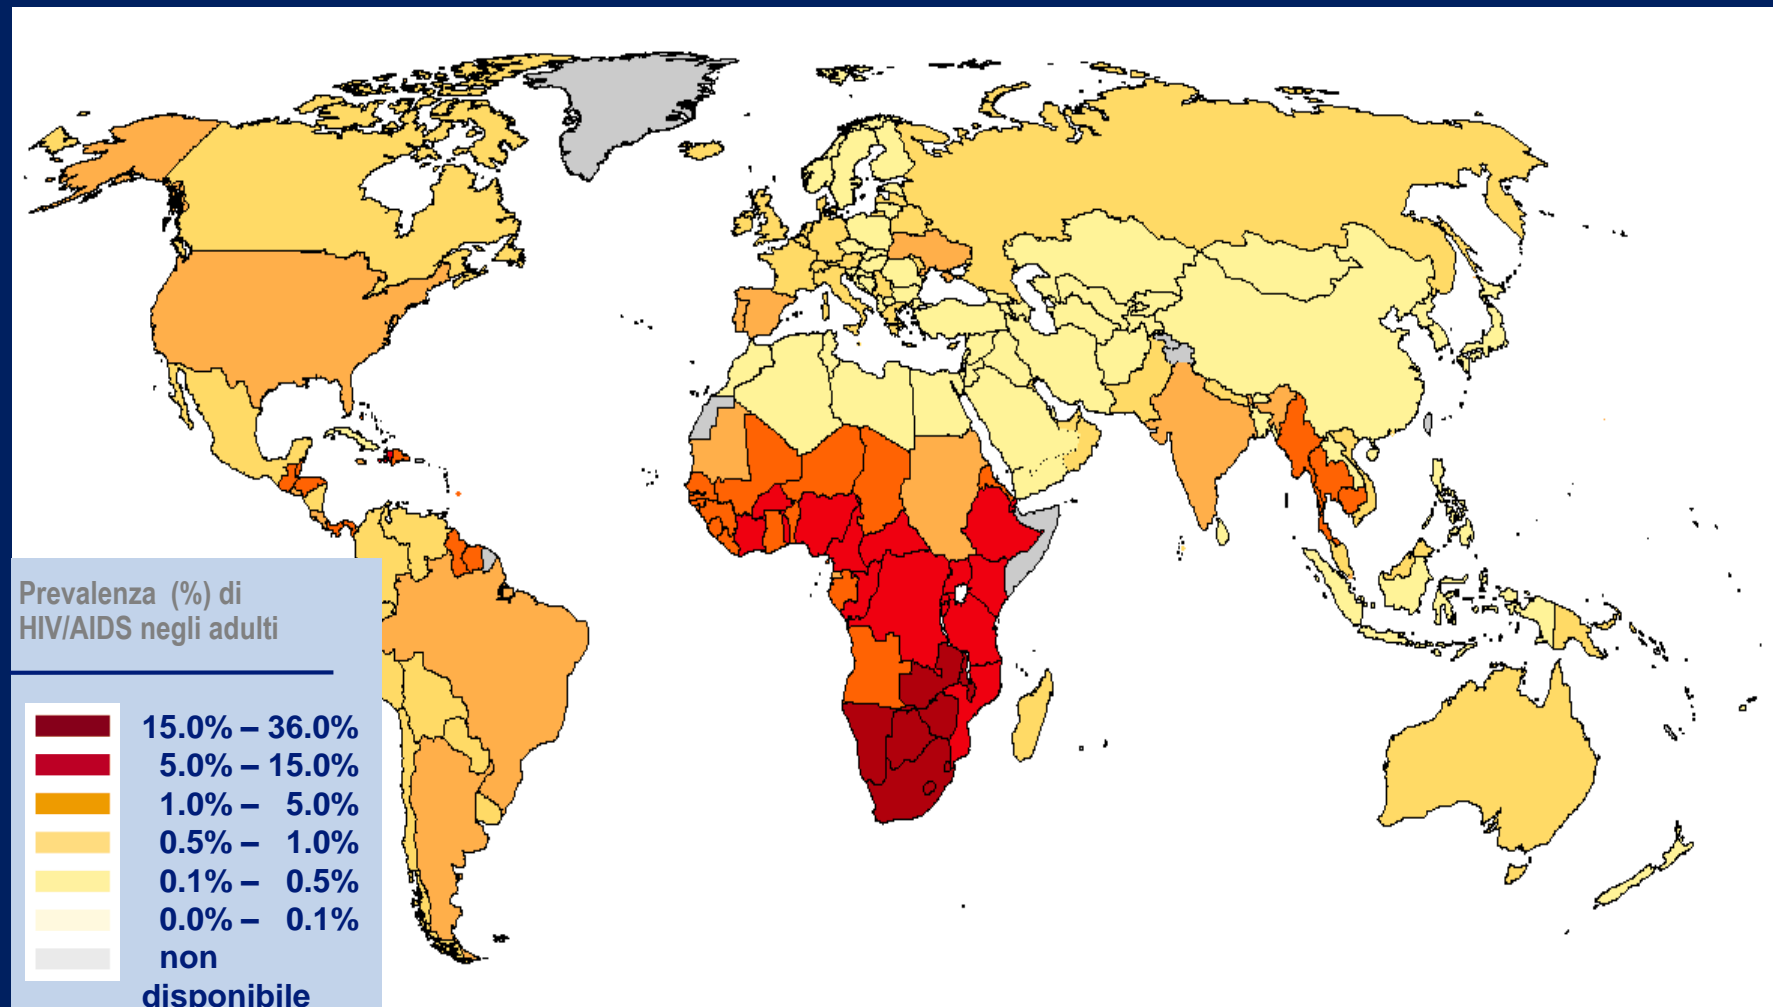 Prevalenza (%) di
HIV/AIDS negli adulti
15.0% – 36.0%
5.0% – 15.0%
1.0% – 5.0%
0.5% – 1.0%
0.1% – 0.5%
0.0% – 0.1%
non
disponibile